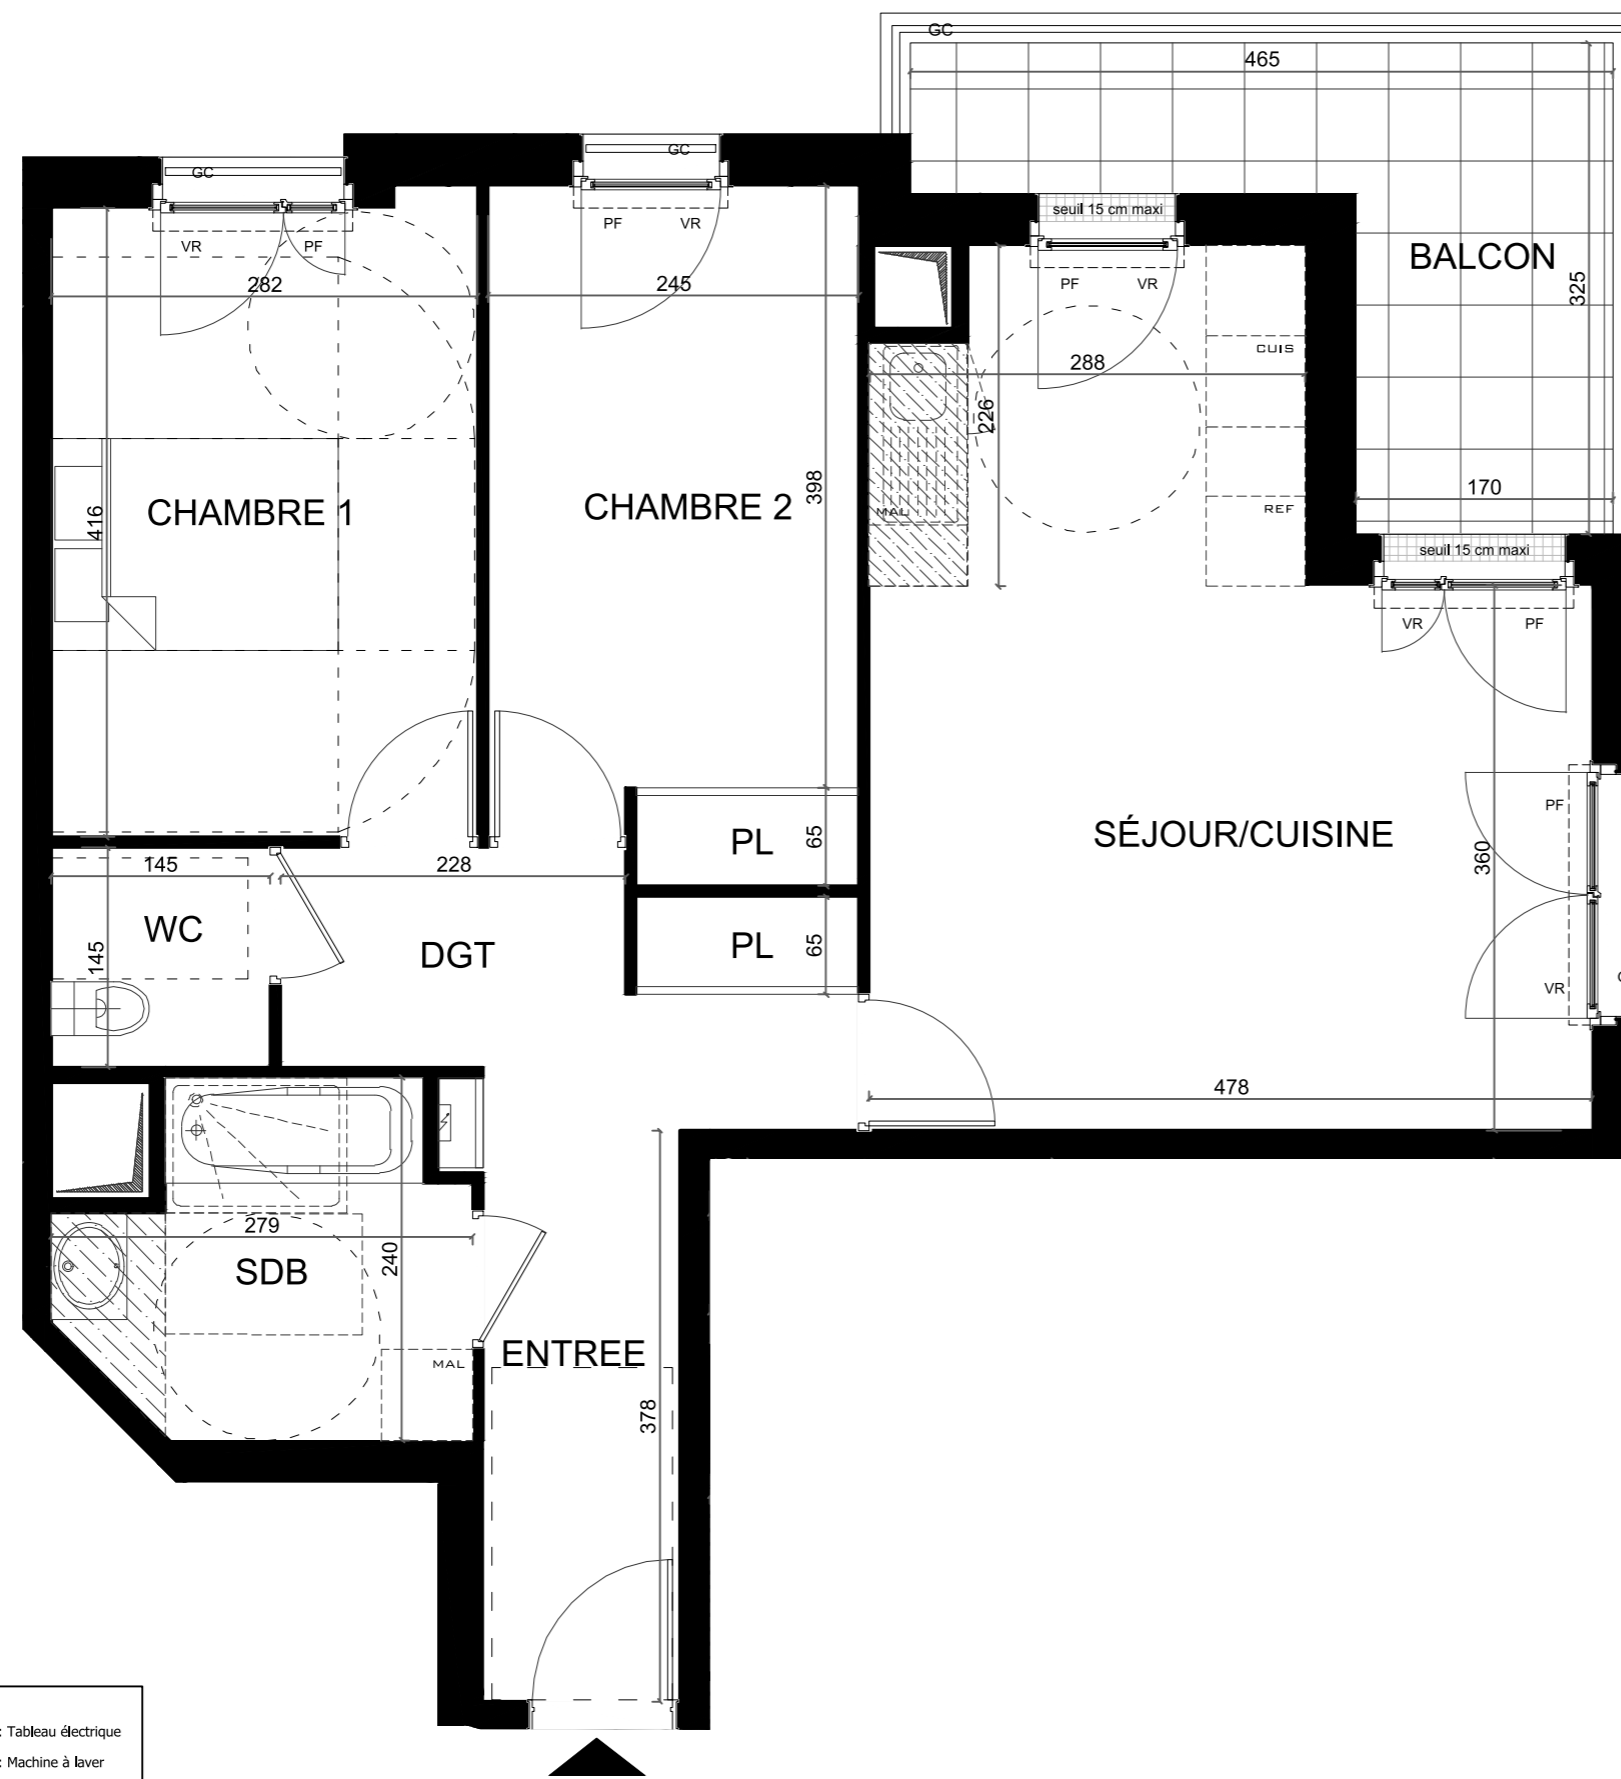 GC
465
GC
GC
seuil 15 cm maxi
VR
PF
PF
VR
PF
VR
BALCON
325
282
245
288
CUIS
226
CHAMBRE 1
416
CHAMBRE 2
398
MAL
REF
170
seuil 15 cm maxi
VR
PF
PF
SÉJOUR/CUISINE
360
PL
65
145
228
WC
145
DGT
PL
65
VR
478
279
SDB
240
MAL
ENTREE
378
: Tableau électrique
: Machine à laver